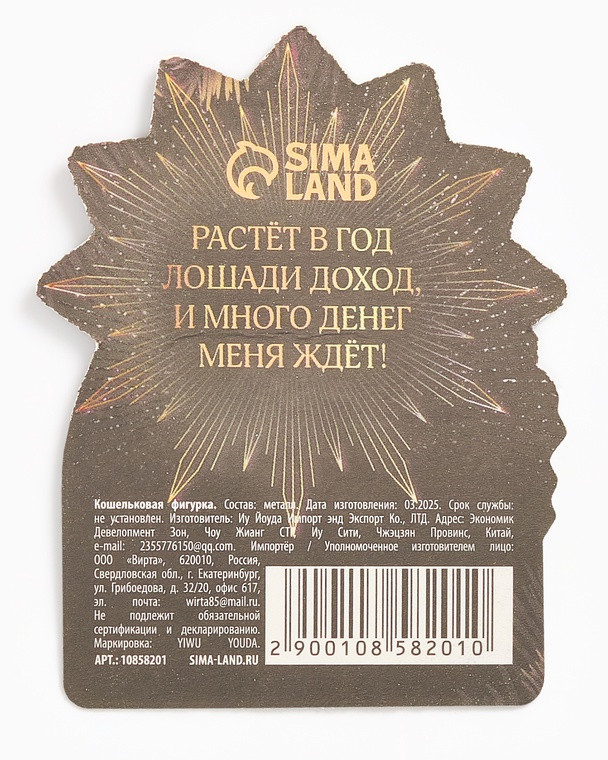 SIMA
LAND
РАСТЁТ В ГОД
ЛОШАДИ ДОХОД,
И МНОГО ДЕНЕГ
МЕНЯ ЖДЁТ!
Кошельковая фигурка. Состав: металл. Дата изготовления: 03.2025. Срок службы:
не установлен. Изготовитель: Иу Йоуда Импорт энд Экспорт Ко., ЛТД. Адрес: Экономик
Девелопмент Зон, Чоу Жианг СТР, Иу Сити, Чжэцзян Провинс, Китай,
e-mail: 2355776150@qq.com. Импортёр / Уполномоченное изготовителем лицо:
ООО «Вирта», 620010, Россия,
Свердловская обл., г. Екатеринбург,
ул. Грибоедова, д. 32/20, офис 617,
эл. почта: wirta85@mail.ru.
Не подлежит обязательной
сертификации и декларированию.
Маркировка: YIWU YOUDA.
АРТ.: 10858201 SIMA-LAND.RU
2 900108 582010